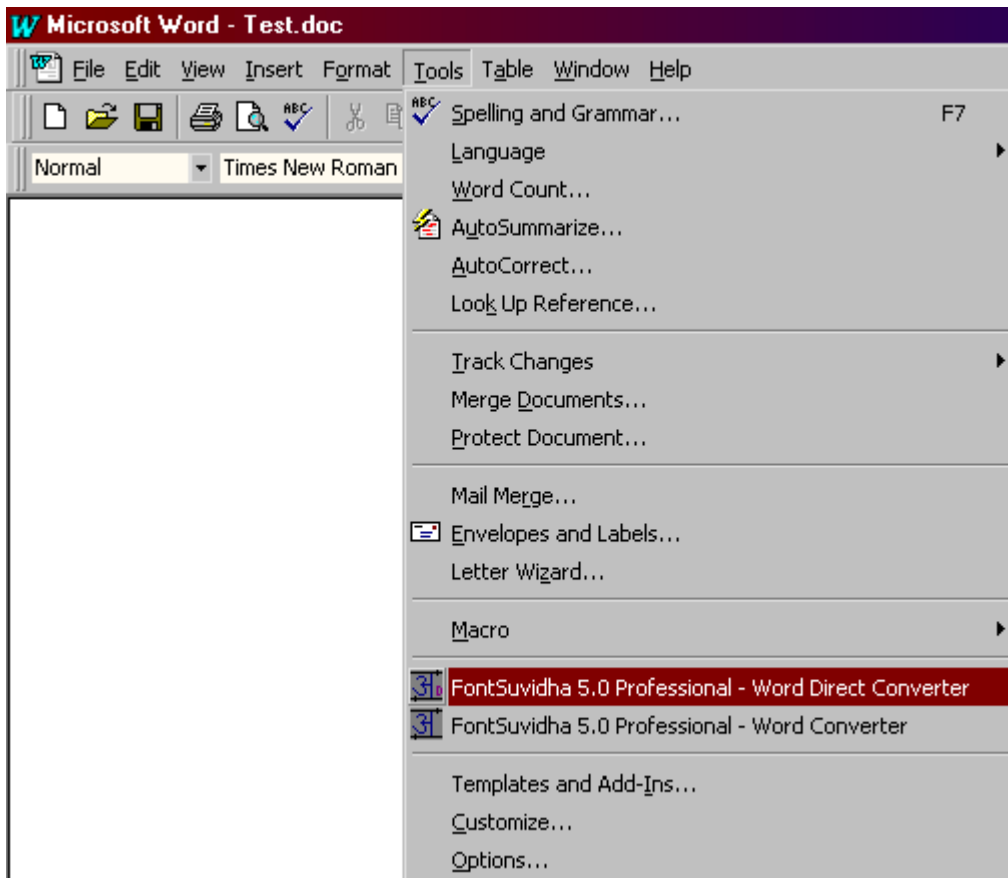 Microsoft Word - Test.doc
File Edit View Insert Format Tools Table Window Help
Normal Times New Roman
Spelling and Grammar... F7
Language
Word Count...
AutoSummarize...
AutoCorrect...
Look Up Reference...
Track Changes
Merge Documents...
Protect Document...
Mail Merge...
Envelopes and Labels...
Letter Wizard...
Macro
FontSuvidha 5.0 Professional - Word Direct Converter
FontSuvidha 5.0 Professional - Word Converter
Templates and Add-Ins...
Customize...
Options...